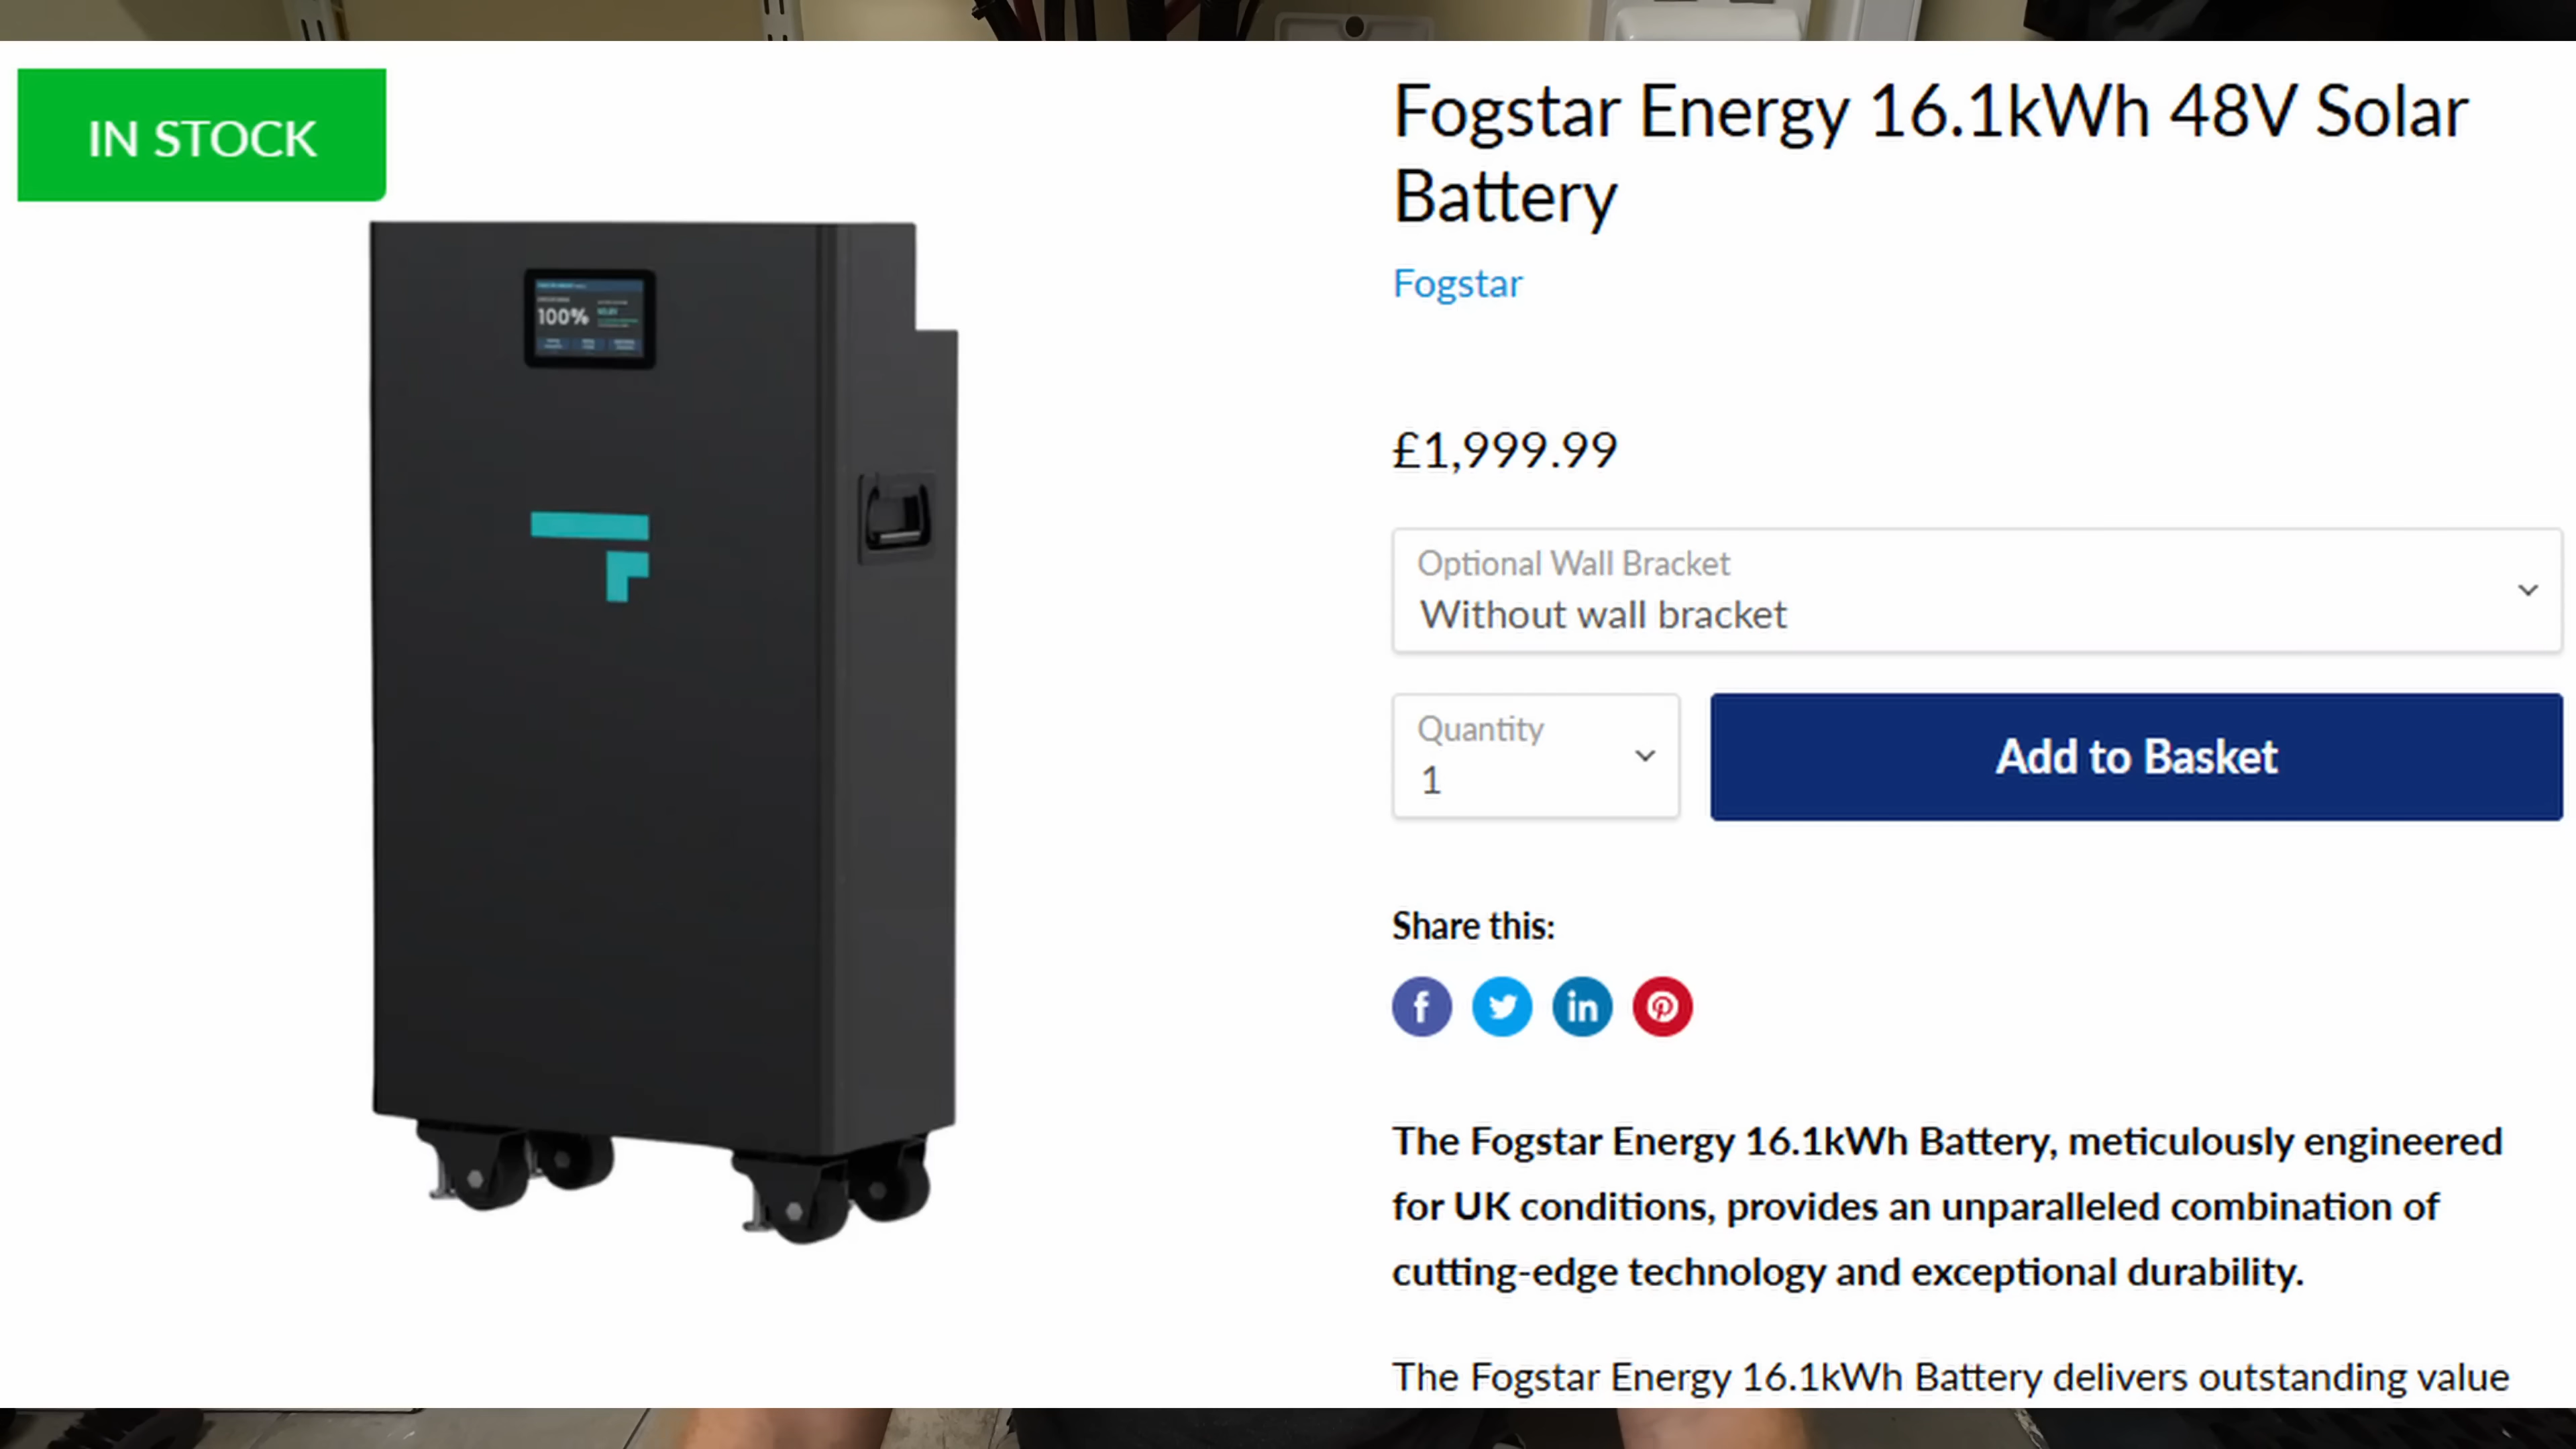 IN STOCK
100%
Fogstar Energy 16.1kWh 48V Solar
Battery
Fogstar
£1,999.99
Optional Wall Bracket
Without wall bracket
Quantity
1
Add to Basket
Share this:
The Fogstar Energy 16.1kWh Battery, meticulously engineered
for UK conditions, provides an unparalleled combination of
cutting-edge technology and exceptional durability.
The Fogstar Energy 16.1kWh Battery delivers outstanding value